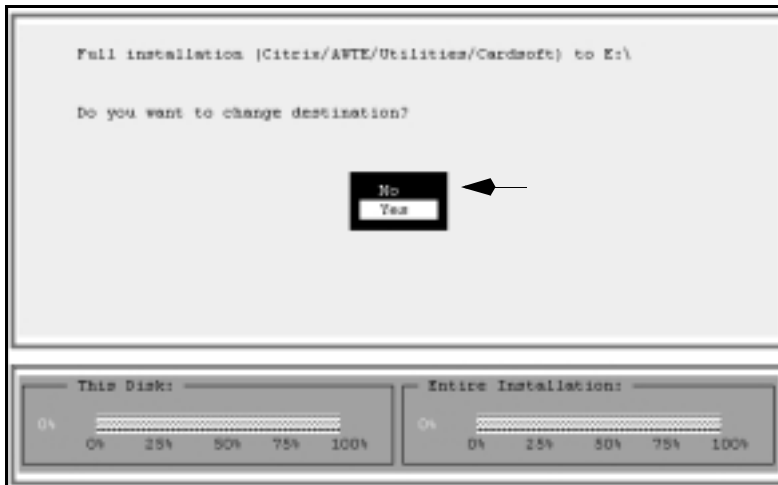 Full installation (Citrix/AWTE/Utilities/Cardsoft) to E:\
Do you want to change destination?
No
Yes
This Disk:
Entire Installation:
0%
0% 25% 50% 75% 100%
0%
0% 25% 50% 75% 100%